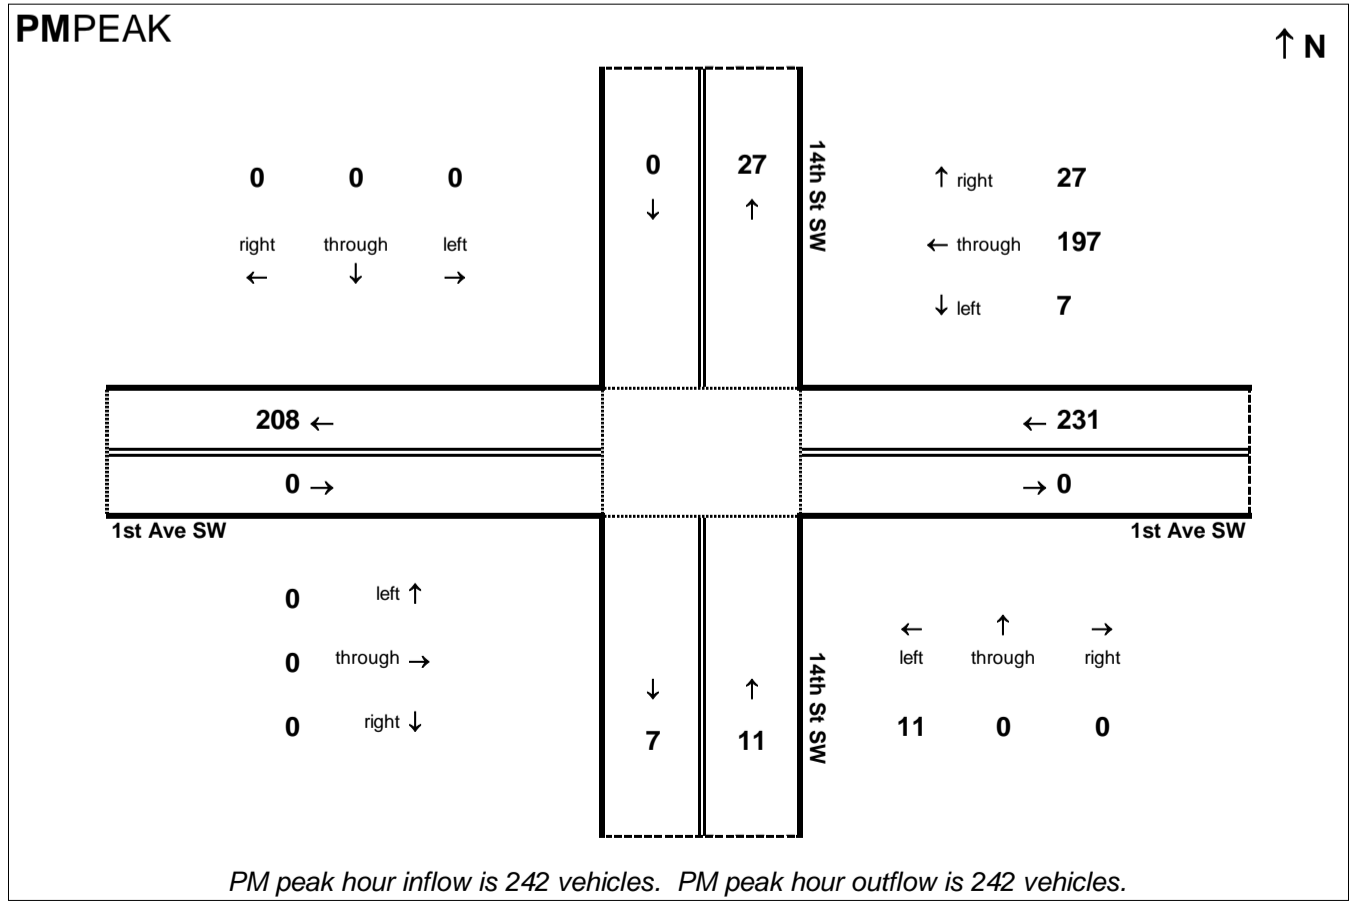 PMPEAK
↑ N
0 27
↓ ↑
14th St SW
0 0 0
right through left
← ↓ →
↑ right 27
← through 197
↓ left 7
208 ←
← 231
0 →
→ 0
1st Ave SW
1st Ave SW
0 left ↑
0 through →
0 right ↓
↓ ↑
7 11
14th St SW
← ↑ →
left through right
11 0 0
PM peak hour inflow is 242 vehicles. PM peak hour outflow is 242 vehicles.